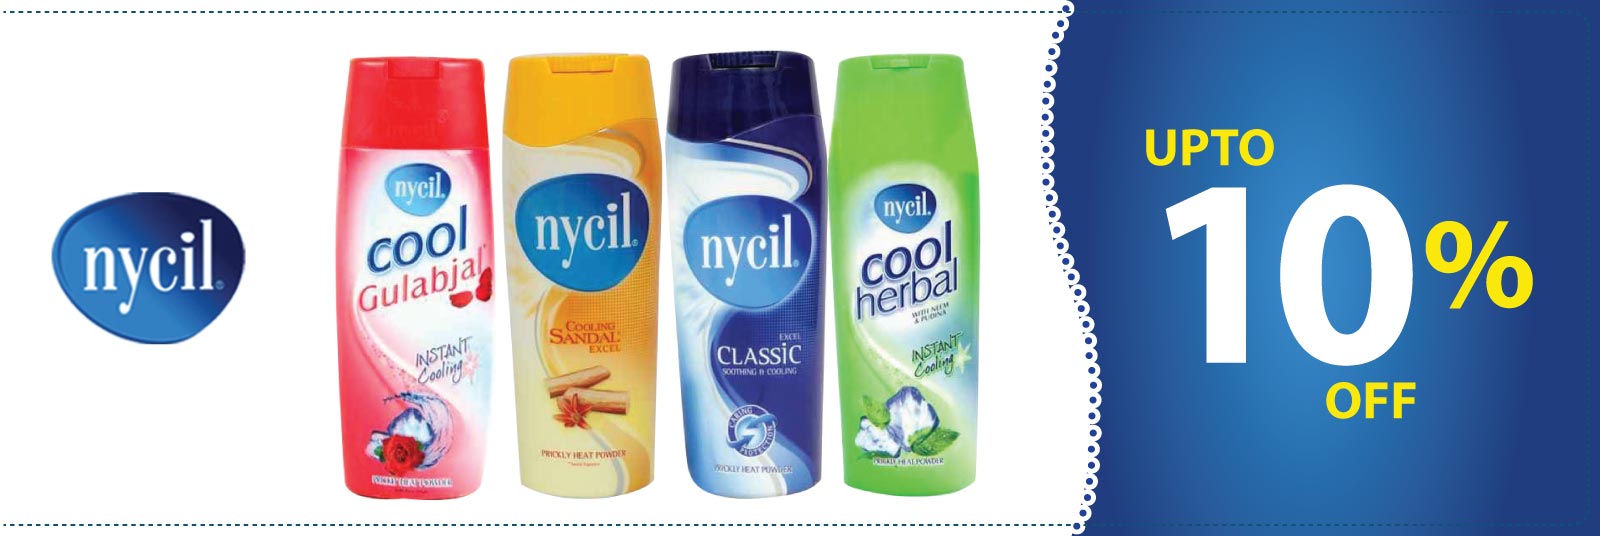 nycil®
nycil®
cool
Gulabjal
INSTANT
Cooling
PRICKLY HEAT POWDER
nycil®
COOLING
SANDAL
EXCEL
PRICKLY HEAT POWDER
nycil®
EXCEL
CLASSIC
SOOTHING & COOLING
CARING
PROTECTION
PRICKLY HEAT POWDER
nycil®
cool
herbal
WITH NEEM
& PUDINA
INSTANT
Cooling
PRICKLY HEAT POWDER
UPTO
10%
OFF